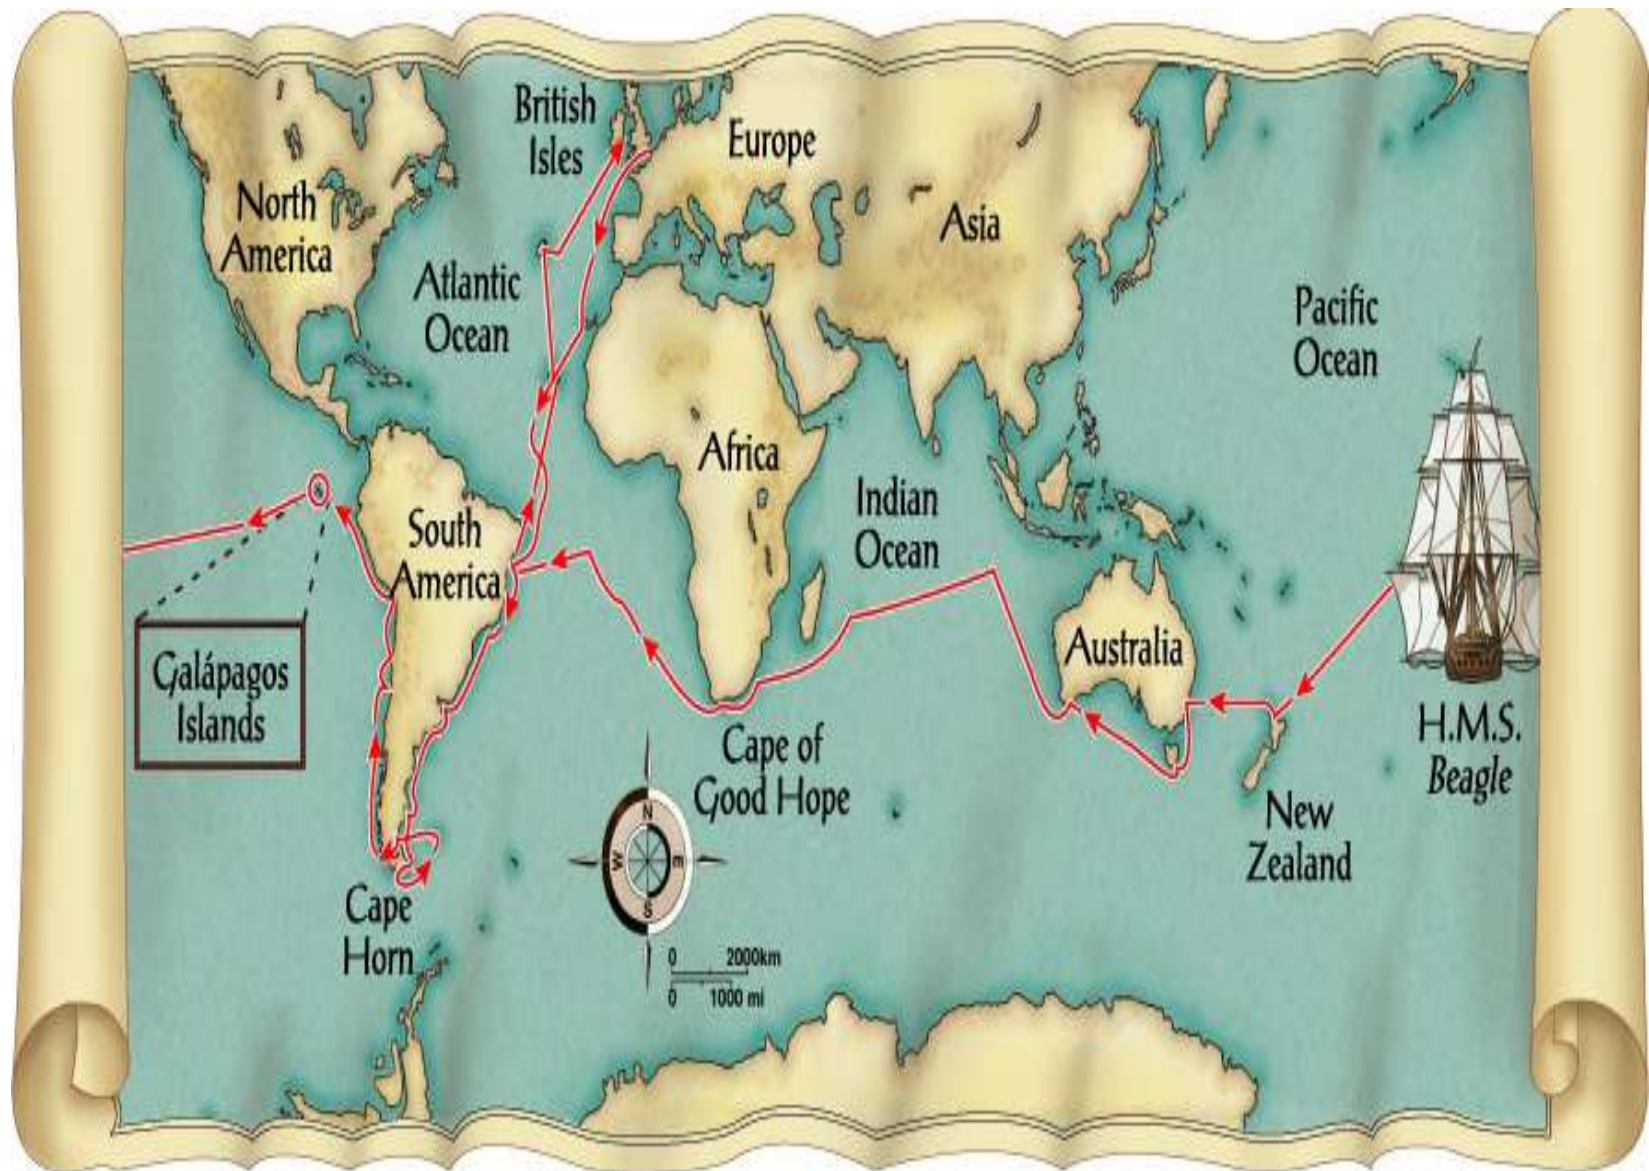 British
Isles
Europe
North
America
Asia
Atlantic
Ocean
Pacific
Ocean
Africa
Indian
Ocean
South
America
Australia
Galápagos
Islands
H.M.S.
Beagle
Cape of
Good Hope
New
Zealand
Cape
Horn
N
W
E
S
0 2000km
0 1000 mi